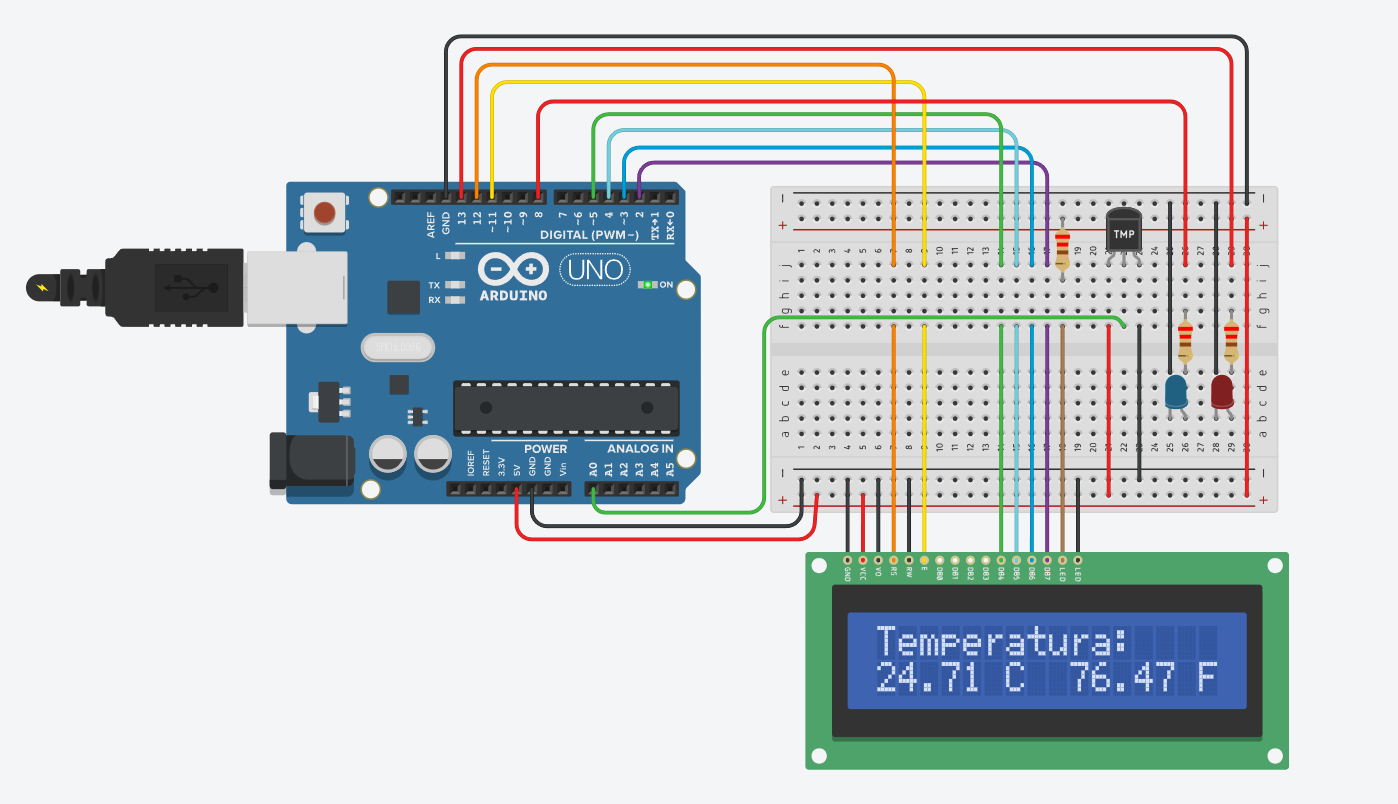 AREF
GND
13
12
~11
~10
~9
8
7
~6
~5
4
~3
2
TX→1
RX←0
DIGITAL (PWM~)
L
TX
RX
ARDUINO
UNO
ON
POWER
ANALOG IN
IOREF
RESET
3.3V
5V
GND
GND
Vin
A0
A1
A2
A3
A4
A5
TMP
j
i
h
g
f
e
d
c
b
a
GND
VCC
VO
RS
RW
E
DB0
DB1
DB2
DB3
DB4
DB5
DB6
DB7
LED
LED
Temperatura:
24.71 C 76.47 F